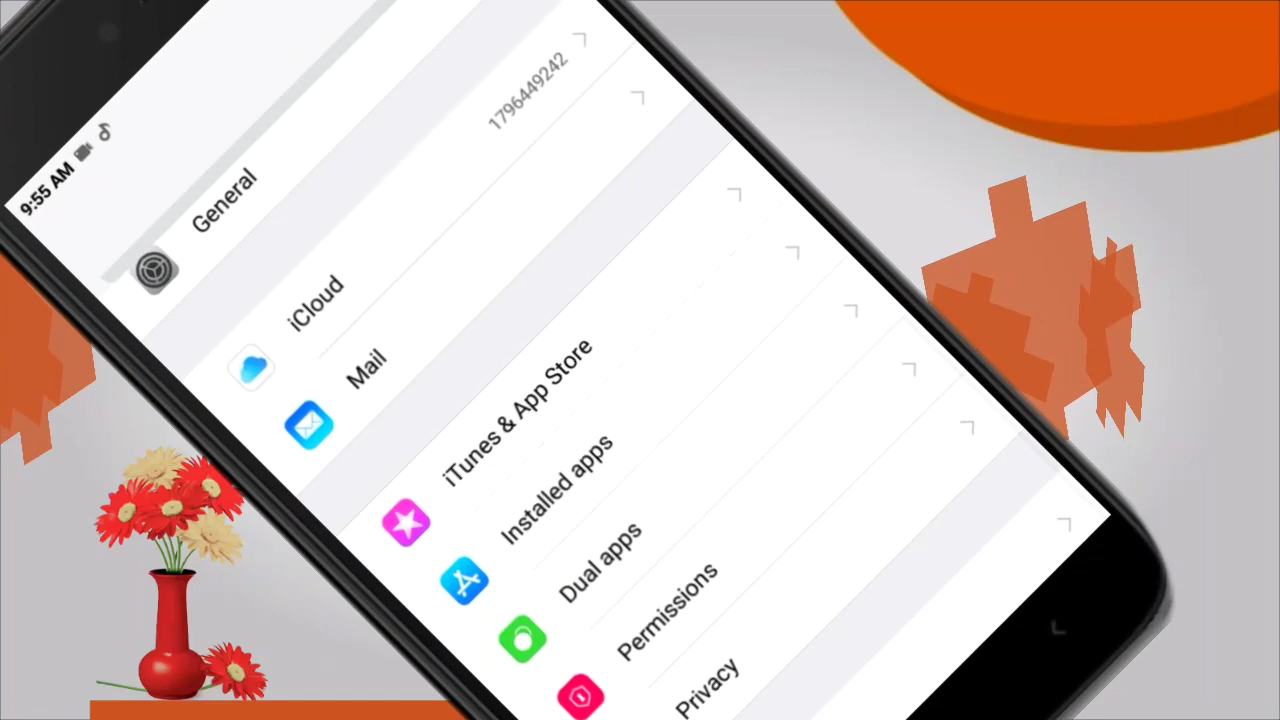 9:55 AM
General
iCloud
1796449242
Mail
iTunes & App Store
Installed apps
Dual apps
Permissions
Privacy